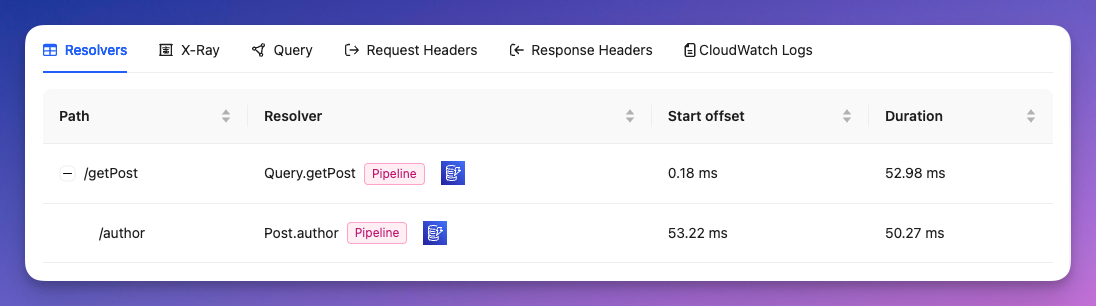 Resolvers X-Ray Query Request Headers Response Headers CloudWatch Logs
Path Resolver Start offset Duration
/getPost Query.getPost Pipeline 0.18 ms 52.98 ms
/author Post.author Pipeline 53.22 ms 50.27 ms